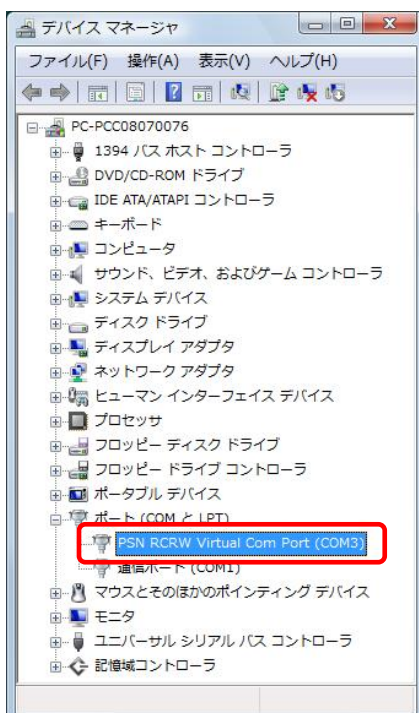 デバイス マネージャ
ファイル(F) 操作(A) 表示(V) ヘルプ(H)
PC-PCC08070076
1394 バス ホスト コントローラ
DVD/CD-ROM ドライブ
IDE ATA/ATAPI コントローラ
キーボード
コンピュータ
サウンド、ビデオ、およびゲーム コントローラ
システム デバイス
ディスク ドライブ
ディスプレイ アダプタ
ネットワーク アダプタ
ヒューマン インターフェイス デバイス
プロセッサ
フロッピー ディスク ドライブ
フロッピー ドライブ コントローラ
ポータブル デバイス
ポート (COM と LPT)
PSN RCRW Virtual Com Port (COM3)
通信ポート (COM1)
マウスとそのほかのポインティング デバイス
モニタ
ユニバーサル シリアル バス コントローラ
記憶域コントローラ